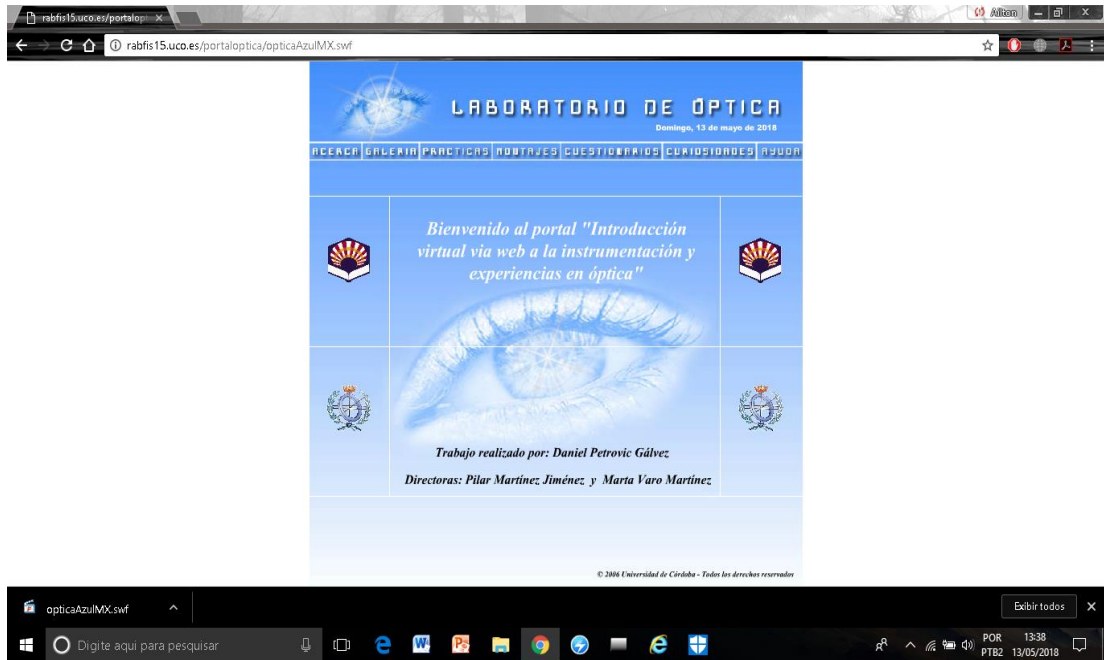 rabfis15.uco.es/portalop
Ailton
rabfis15.uco.es/portaloptica/opticaAzulMX.swf
LABORATORIO DE ÓPTICA
Domingo, 13 de mayo de 2018
ACERCA GALERIA PRACTICAS MONTAJES CUESTIONARIOS CURIOSIDADES AYUDA
Bienvenido al portal "Introducción
virtual via web a la instrumentación y
experiencias en óptica"
Trabajo realizado por: Daniel Petrovic Gálvez
Directoras: Pilar Martínez Jiménez y Marta Varo Martínez
© 2006 Universidad de Córdoba - Todos los derechos reservados
opticaAzulMX.swf
Exibir todos
Digite aqui para pesquisar
POR 13:38
PTB2 13/05/2018